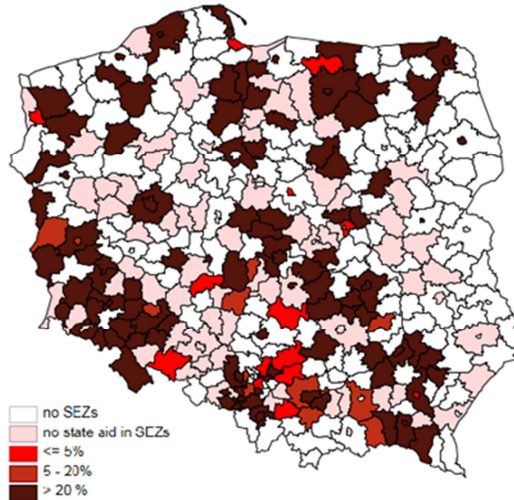 no SEZs
no state aid in SEZs
<= 5%
5 - 20%
> 20 %